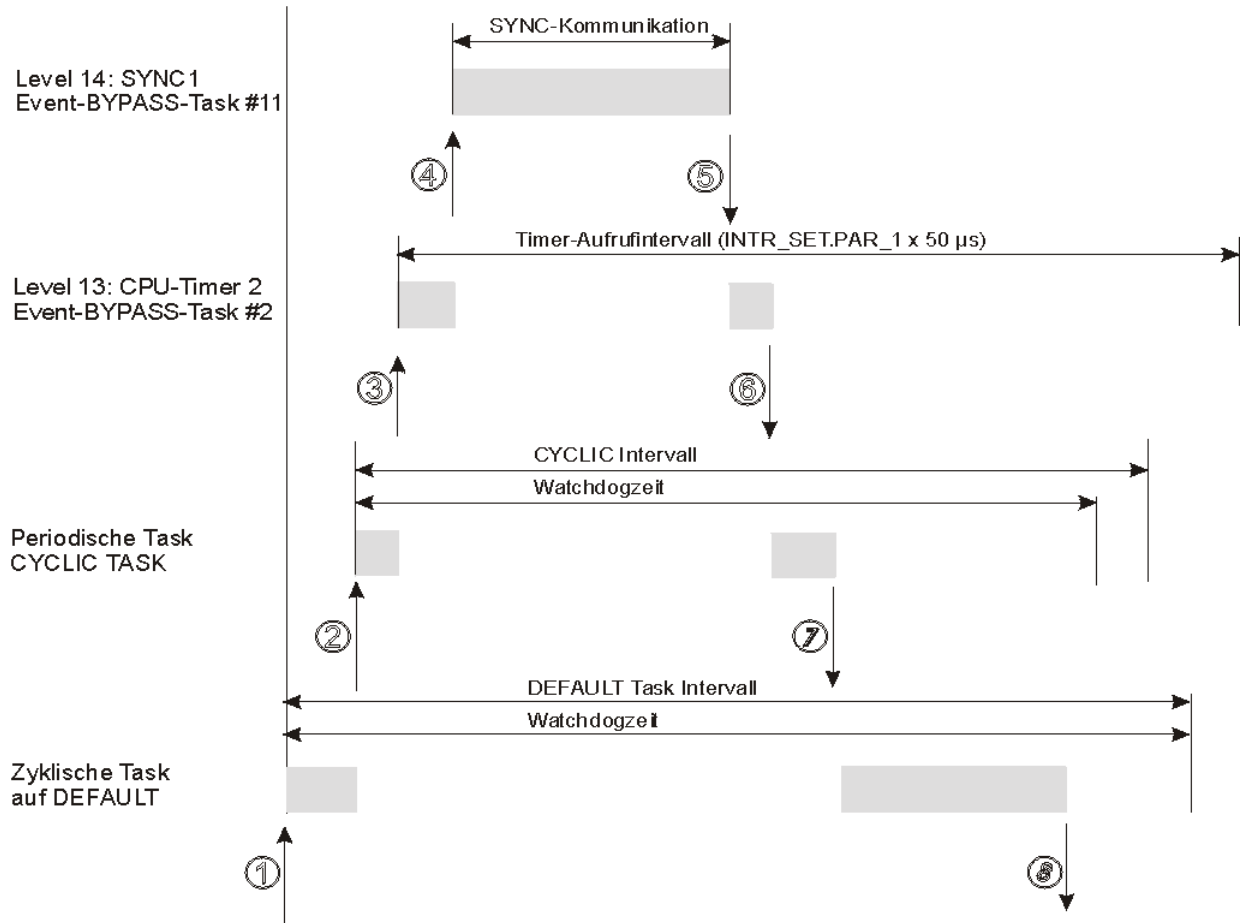 SYNC-Kommunikation
Level 14: SYNC1
Event-BYPASS-Task #11
④
⑤
Timer-Aufrufintervall (INTR_SET.PAR_1 x 50 µs)
Level 13: CPU-Timer 2
Event-BYPASS-Task #2
③
⑥
CYCLIC Intervall
Watchdogzeit
Periodische Task
CYCLIC TASK
②
⑦
DEFAULT Task Intervall
Watchdogzeit
Zyklische Task
auf DEFAULT
①
⑧